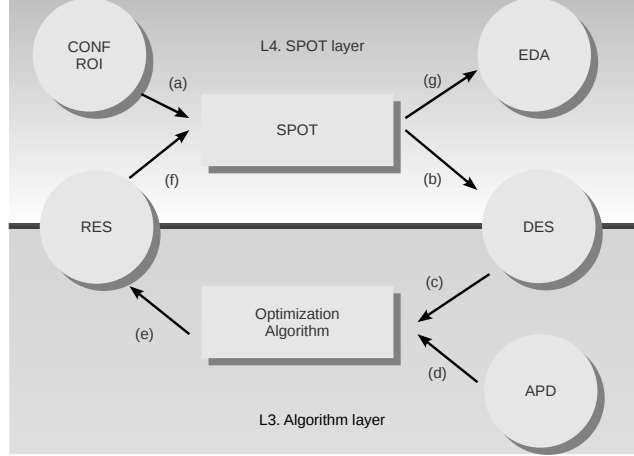 CONF
ROI
L4. SPOT layer
EDA
(a)
(g)
SPOT
(f)
(b)
RES
DES
(c)
Optimization
Algorithm
(e)
(d)
APD
L3. Algorithm layer